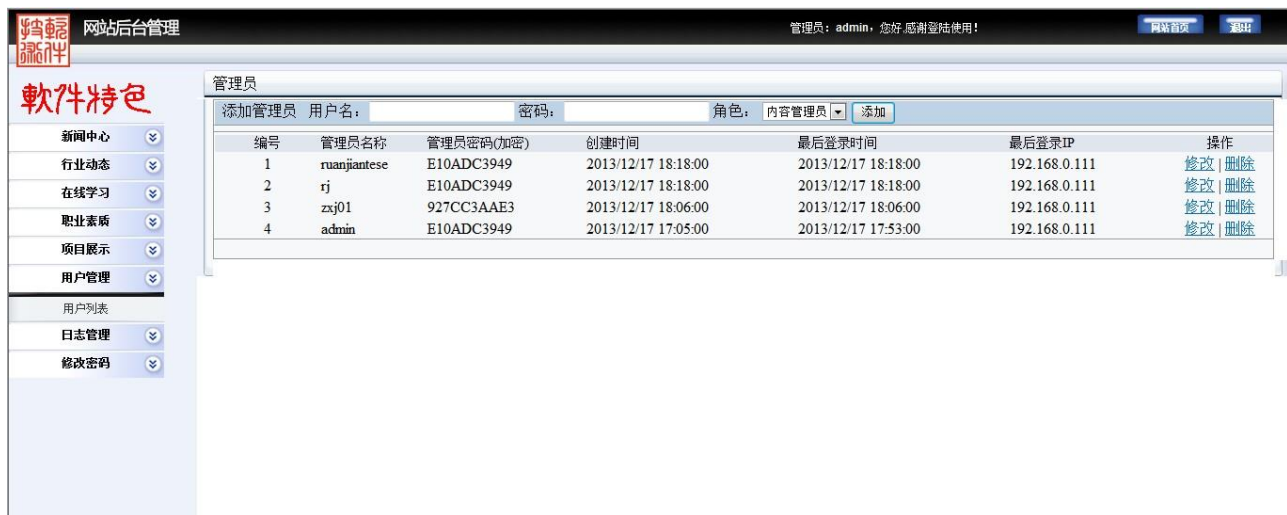 网站后台管理 管理员：admin，您好,感谢登陆使用！ 网站首页 退出
軟件特色
新闻中心
行业动态
在线学习
职业素质
项目展示
用户管理
用户列表
日志管理
修改密码
管理员
添加管理员 用户名： 密码： 角色： 内容管理员 添加
编号 管理员名称 管理员密码(加密) 创建时间 最后登录时间 最后登录IP 操作
1 ruanjiantese E10ADC3949 2013/12/17 18:18:00 2013/12/17 18:18:00 192.168.0.111 修改 | 删除
2 rj E10ADC3949 2013/12/17 18:18:00 2013/12/17 18:18:00 192.168.0.111 修改 | 删除
3 zxj01 927CC3AAE3 2013/12/17 18:06:00 2013/12/17 18:06:00 192.168.0.111 修改 | 删除
4 admin E10ADC3949 2013/12/17 17:05:00 2013/12/17 17:53:00 192.168.0.111 修改 | 删除